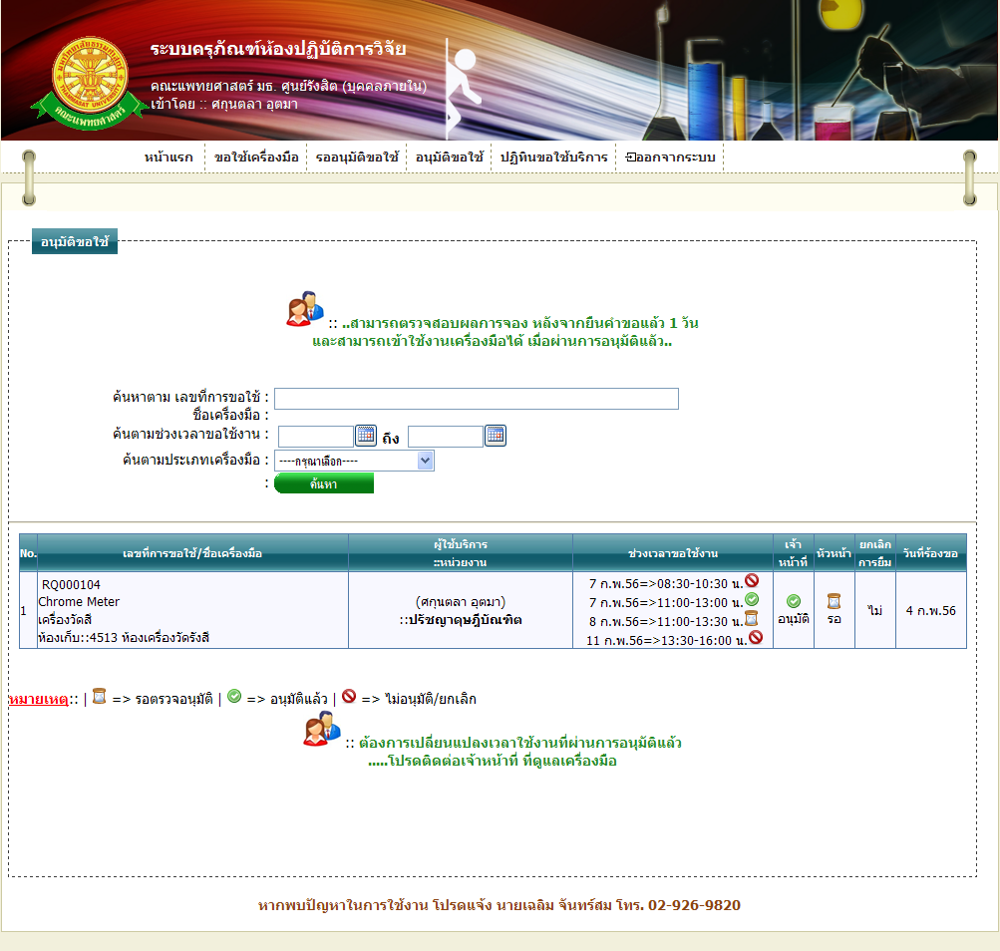 ระบบครุภัณฑ์ห้องปฏิบัติการวิจัย
คณะแพทยศาสตร์ มธ. ศูนย์รังสิต (บุคคลภายใน)
เข้าโดย :: ศกุนตลา อุตมา
คณะแพทยศาสตร์
หน้าแรก ขอใช้เครื่องมือ รออนุมัติขอใช้ อนุมัติขอใช้ ปฏิทินขอใช้บริการ ออกจากระบบ
อนุมัติขอใช้
:: ..สามารถตรวจสอบผลการจอง หลังจากยืนคำขอแล้ว 1 วัน
และสามารถเข้าใช้งานเครื่องมือได้ เมื่อผ่านการอนุมัติแล้ว..
ค้นหาตาม เลขที่การขอใช้ :
ชื่อเครื่องมือ :
ค้นตามช่วงเวลาขอใช้งาน : ถึง
ค้นตามประเภทเครื่องมือ : ----กรุณาเลือก----
: ค้นหา
No. เลขที่การขอใช้/ชื่อเครื่องมือ ผู้ใช้บริการ ::หน่วยงาน ช่วงเวลาขอใช้งาน เจ้าหน้าที่ หัวหน้า ยกเลิกการยืม วันที่ร้องขอ
1
RQ000104
Chrome Meter
เครื่องวัดสี
ห้องเก็บ::4513 ห้องเครื่องวัดรังสี
(ศกุนตลา อุตมา)
::ปรัชญาดุษฎีบัณฑิต
7 ก.พ.56=>08:30-10:30 น.
7 ก.พ.56=>11:00-13:00 น.
8 ก.พ.56=>11:00-13:30 น.
11 ก.พ.56=>13:30-16:00 น.
อนุมัติ
รอ
ไม่
4 ก.พ.56
หมายเหตุ:: | => รอตรวจอนุมัติ | => อนุมัติแล้ว | => ไม่อนุมัติ/ยกเลิก
:: ต้องการเปลี่ยนแปลงเวลาใช้งานที่ผ่านการอนุมัติแล้ว
.....โปรดติดต่อเจ้าหน้าที่ ที่ดูแลเครื่องมือ
หากพบปัญหาในการใช้งาน โปรดแจ้ง นายเฉลิม จันทร์สม โทร. 02-926-9820